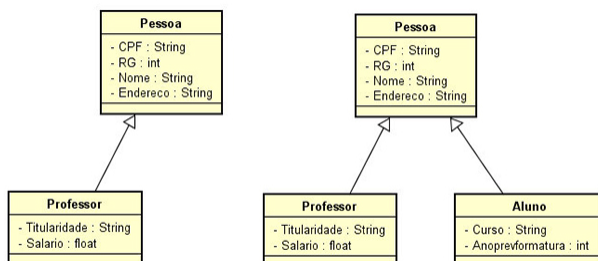 Pessoa
- CPF : String
- RG : int
- Nome : String
- Endereco : String
Professor
- Titularidade : String
- Salario : float
Pessoa
- CPF : String
- RG : int
- Nome : String
- Endereco : String
Professor
- Titularidade : String
- Salario : float
Aluno
- Curso : String
- Anoprevformatura : int